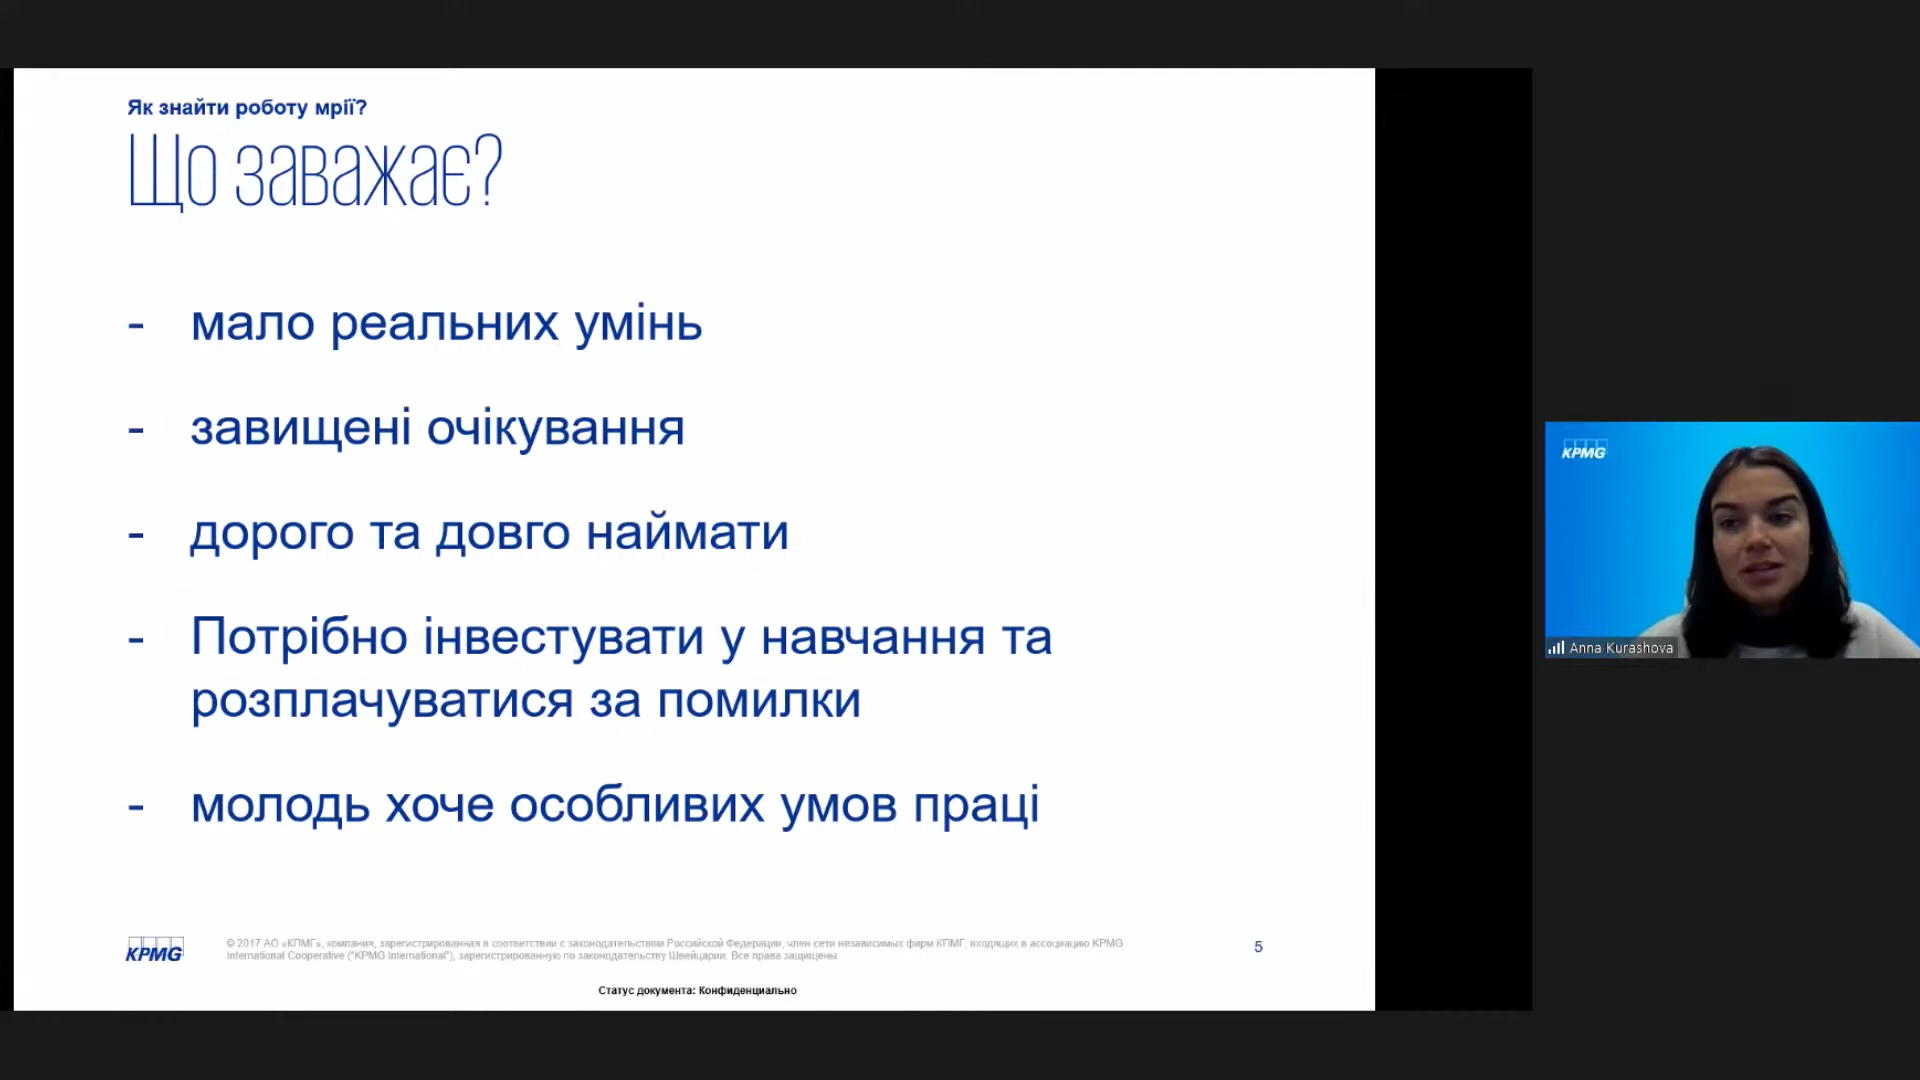 Як знайти роботу мрії?
Що заважає?
- мало реальних умінь
- завищені очікування
- дорого та довго наймати
- Потрібно інвестувати у навчання та
розплачуватися за помилки
- молодь хоче особливих умов праці
KPMG
© 2017 АО «КПМГ», компания, зарегистрированная в соответствии с законодательством Российской Федерации, член сети независимых фирм КПМГ, входящих в ассоциацию KPMG
International Cooperative ("KPMG International"), зарегистрированную по законодательству Швейцарии. Все права защищены.
5
Статус документа: Конфиденциально
KPMG
Anna Kurashova